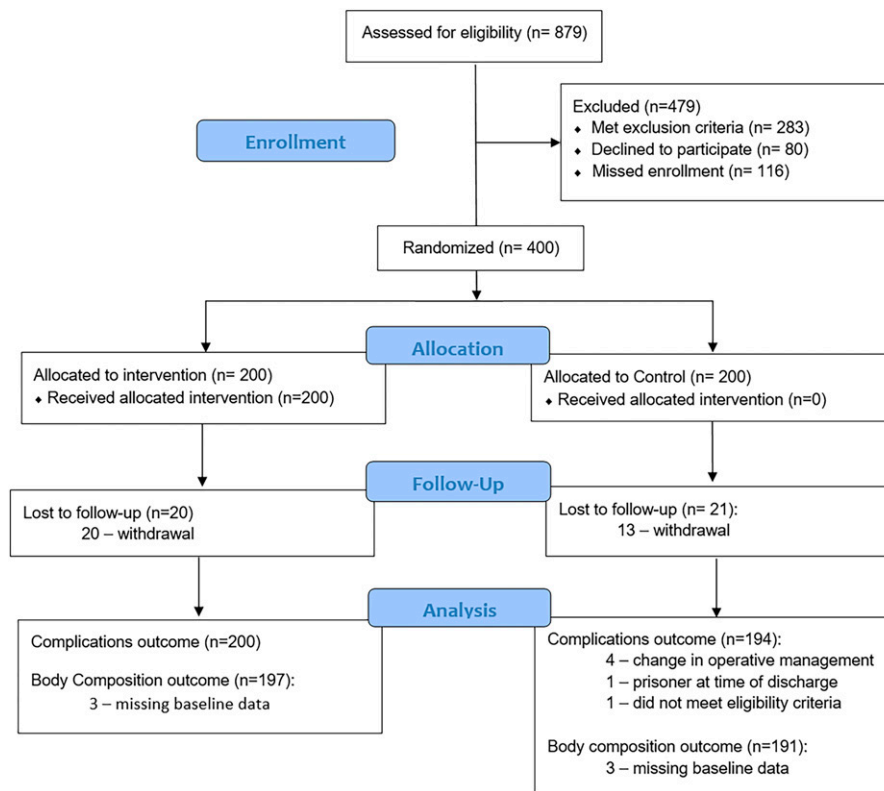 Assessed for eligibility (n= 879)
Enrollment
Excluded (n=479)
⬧ Met exclusion criteria (n= 283)
⬧ Declined to participate (n= 80)
⬧ Missed enrollment (n= 116)
Randomized (n= 400)
Allocation
Allocated to intervention (n= 200)
⬧ Received allocated intervention (n=200)
Allocated to Control (n= 200)
⬧ Received allocated intervention (n=0)
Follow-Up
Lost to follow-up (n=20)
20 – withdrawal
Lost to follow-up (n= 21):
13 – withdrawal
Analysis
Complications outcome (n=200)
Body Composition outcome (n=197):
3 – missing baseline data
Complications outcome (n=194):
4 – change in operative management
1 – prisoner at time of discharge
1 – did not meet eligibility criteria
Body composition outcome (n=191):
3 – missing baseline data